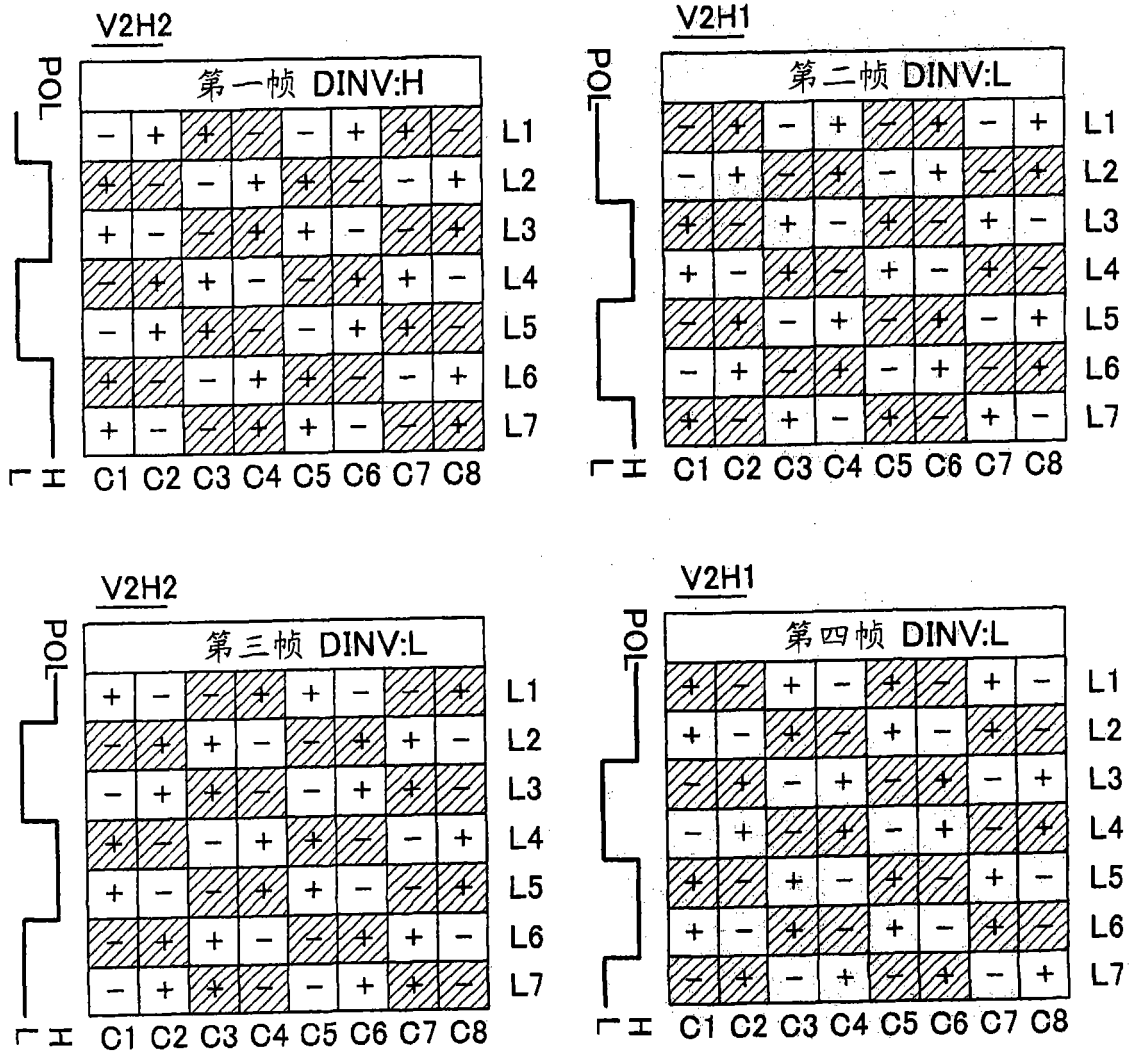 V2H2
POL
第一帧 DINV:H
- + + - - + + - L1
+ - - + + - - + L2
+ - - + + - - + L3
- + + - - + + - L4
- + + - - + + - L5
+ - - + + - - + L6
+ - - + + - - + L7
L H
C1 C2 C3 C4 C5 C6 C7 C8
V2H1
POL
第二帧 DINV:L
- + - + - + - + L1
- + - + - + - + L2
+ - + - + - + - L3
+ - + - + - + - L4
- + - + - + - + L5
- + - + - + - + L6
+ - + - + - + - L7
L H
C1 C2 C3 C4 C5 C6 C7 C8
V2H2
POL
第三帧 DINV:L
+ - - + + - - + L1
- + + - - + + - L2
- + + - - + + - L3
+ - - + + - - + L4
+ - - + + - - + L5
- + + - - + + - L6
- + + - - + + - L7
L H
C1 C2 C3 C4 C5 C6 C7 C8
V2H1
POL
第四帧 DINV:L
+ - + - + - + - L1
+ - + - + - + - L2
- + - + - + - + L3
- + - + - + - + L4
+ - + - + - + - L5
+ - + - + - + - L6
- + - + - + - + L7
L H
C1 C2 C3 C4 C5 C6 C7 C8